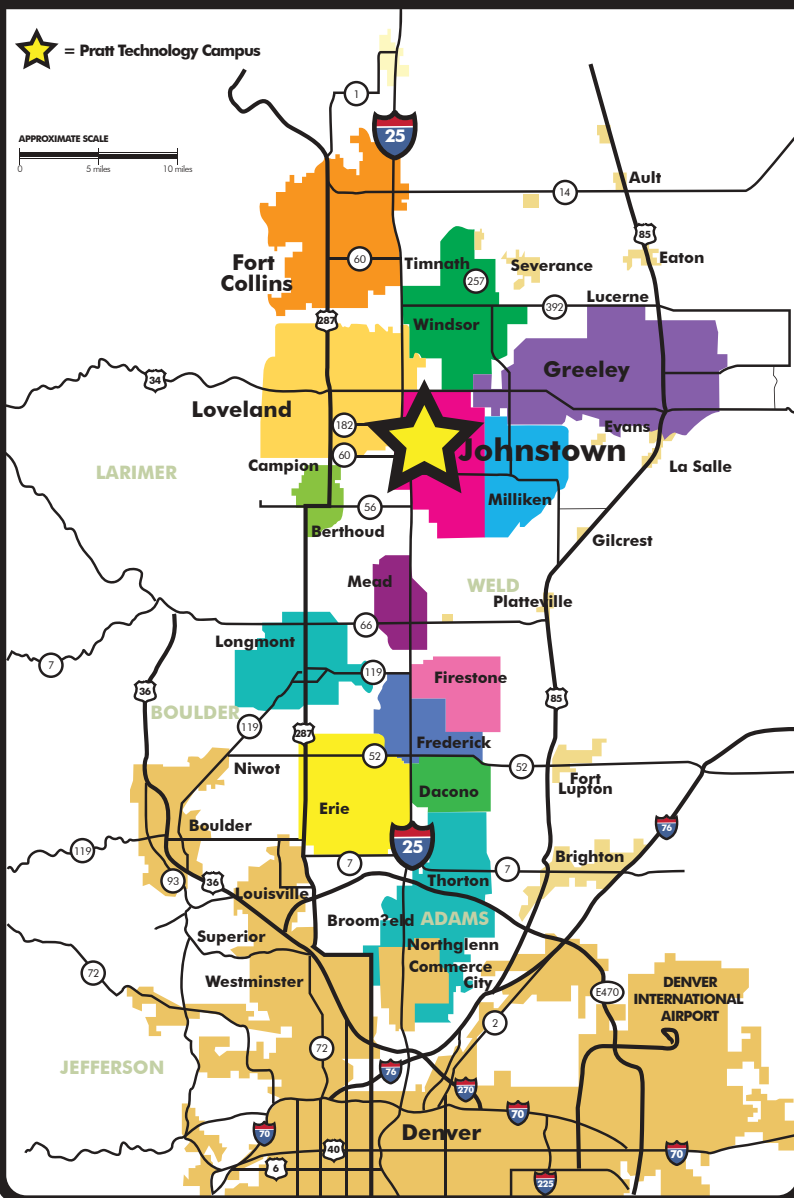 = Pratt Technology Campus
1
25
APPROXIMATE SCALE
0 5 miles 10 miles
Ault
14
85
Fort
Collins
60
Timnath
Severance
Eaton
257
Lucerne
392
287
Windsor
Greeley
34
Loveland
182
Evans
Johnstown
60
Campion
La Salle
LARIMER
Milliken
56
Berthoud
Gilcrest
Mead
WELD
Platteville
66
Longmont
7
119
Firestone
36
85
BOULDER
119
287
Frederick
52
52
Niwot
Fort
Lupton
Dacono
Erie
Boulder
76
25
119
7
Brighton
7
93
36
Thorton
Louisville
Broom?eld
ADAMS
Superior
Northglenn
Commerce
City
72
Westminster
DENVER
INTERNATIONAL
AIRPORT
E470
2
72
JEFFERSON
76
270
70
70
Denver
40
70
6
225